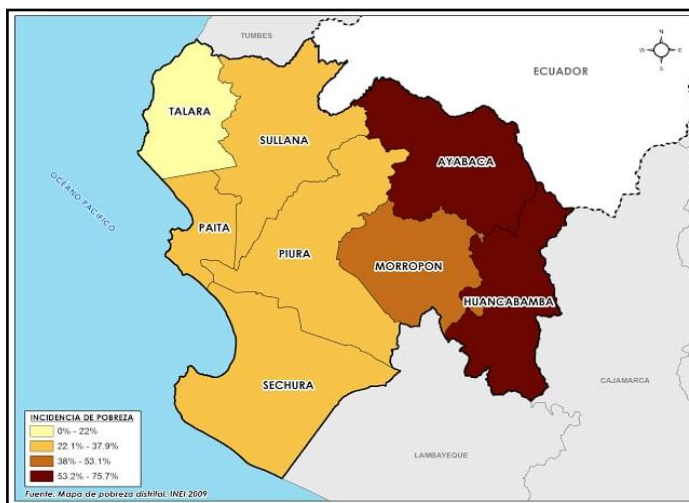 TUMBES
N
W
E
S
ECUADOR
TALARA
SULLANA
AYABACA
OCÉANO PACÍFICO
PAITA
PIURA
MORROPON
HUANCABAMBA
SECHURA
CAJAMARCA
LAMBAYEQUE
INCIDENCIA DE POBREZA
0% - 22%
22.1% - 37.9%
38% - 53.1%
53.2% - 75.7%
Fuente: Mapa de pobreza distrital. INEI 2009